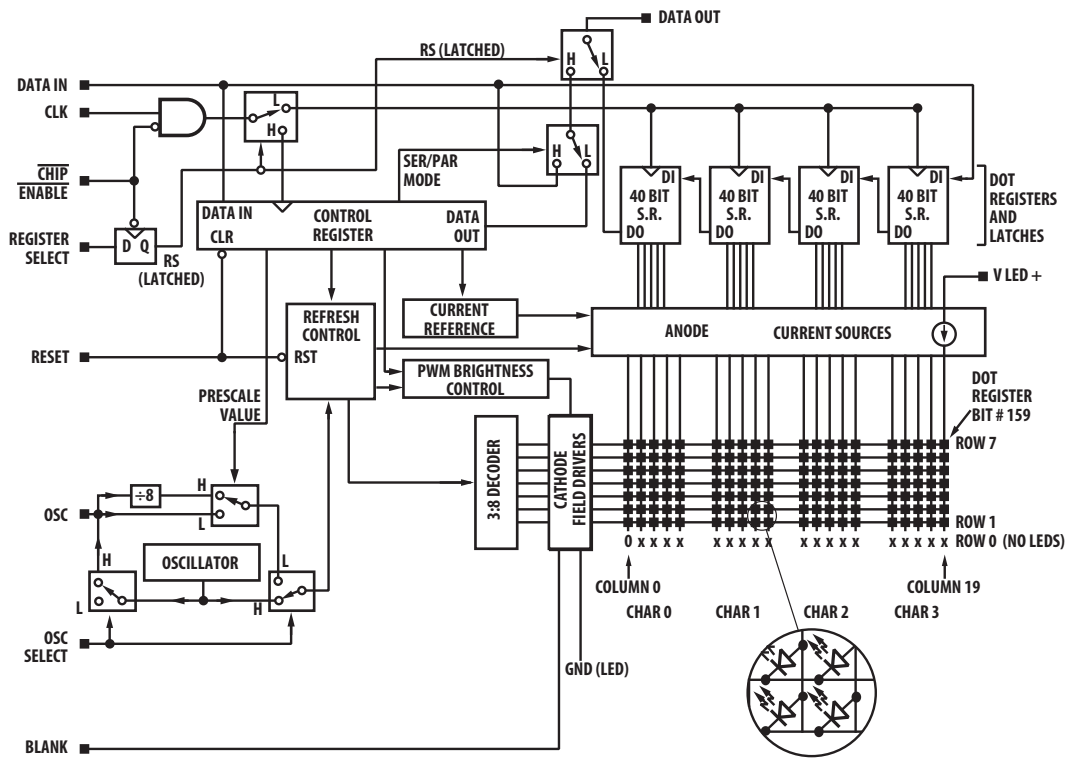 DATA OUT
RS (LATCHED)
H
L
DATA IN
CLK
L
H
H
L
SER/PAR
MODE
CHIP
ENABLE
DI
40 BIT
S.R.
DO
DI
40 BIT
S.R.
DO
DI
40 BIT
S.R.
DO
DI
40 BIT
S.R.
DO
DOT
REGISTERS
AND
LATCHES
DATA IN
CLR
CONTROL
REGISTER
DATA
OUT
REGISTER
SELECT
D Q
RS
(LATCHED)
V LED +
REFRESH
CONTROL
RST
CURRENT
REFERENCE
ANODE CURRENT SOURCES
RESET
PWM BRIGHTNESS
CONTROL
PRESCALE
VALUE
DOT
REGISTER
BIT # 159
3:8 DECODER
CATHODE
FIELD DRIVERS
ROW 7
ROW 1
0 x x x x x x x x x x x x x x x x x x x ROW 0 (NO LEDS)
÷8
H
L
OSC
H
L
OSCILLATOR
L
H
COLUMN 0
COLUMN 19
CHAR 0 CHAR 1 CHAR 2 CHAR 3
OSC
SELECT
GND (LED)
BLANK